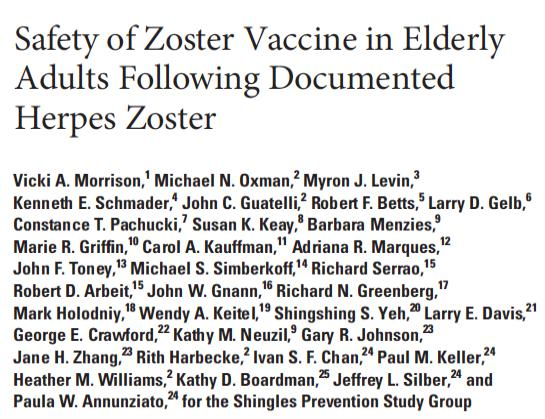 Safety of Zoster Vaccine in Elderly
Adults Following Documented
Herpes Zoster
Vicki A. Morrison,1 Michael N. Oxman,2 Myron J. Levin,3
Kenneth E. Schmader,4 John C. Guatelli,2 Robert F. Betts,5 Larry D. Gelb,6
Constance T. Pachucki,7 Susan K. Keay,8 Barbara Menzies,9
Marie R. Griffin,10 Carol A. Kauffman,11 Adriana R. Marques,12
John F. Toney,13 Michael S. Simberkoff,14 Richard Serrao,15
Robert D. Arbeit,15 John W. Gnann,16 Richard N. Greenberg,17
Mark Holodniy,18 Wendy A. Keitel,19 Shingshing S. Yeh,20 Larry E. Davis,21
George E. Crawford,22 Kathy M. Neuzil,9 Gary R. Johnson,23
Jane H. Zhang,23 Rith Harbecke,2 Ivan S. F. Chan,24 Paul M. Keller,24
Heather M. Williams,2 Kathy D. Boardman,25 Jeffrey L. Silber,24 and
Paula W. Annunziato,24 for the Shingles Prevention Study Group